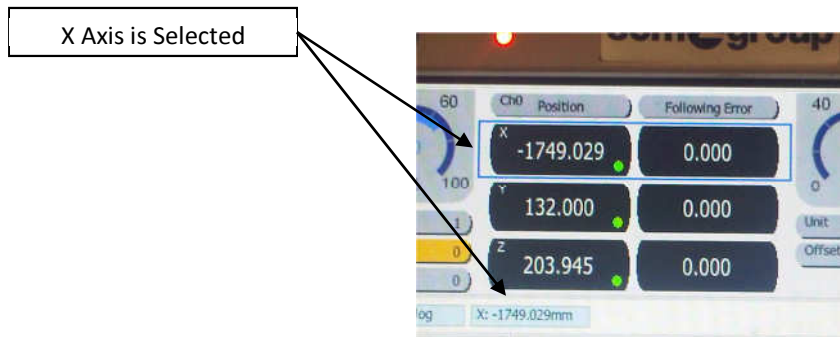 X Axis is Selected
group
60
100
Ch0 Position
Following Error
40
0
X
-1749.029
0.000
Y
132.000
0.000
Z
203.945
0.000
1
0
0
Unit
Offset
X: -1749.029mm